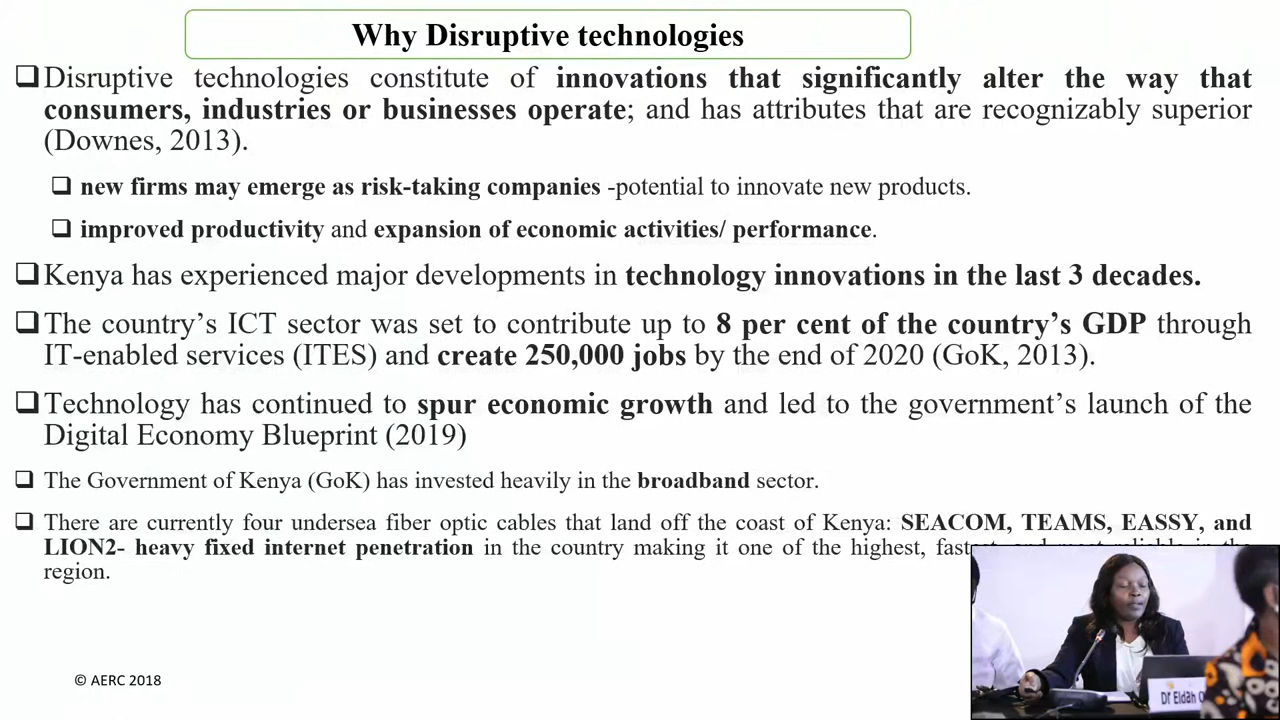 Why Disruptive technologies
❑Disruptive technologies constitute of innovations that significantly alter the way that
consumers, industries or businesses operate; and has attributes that are recognizably superior
(Downes, 2013).
❑ new firms may emerge as risk-taking companies -potential to innovate new products.
❑ improved productivity and expansion of economic activities/ performance.
❑Kenya has experienced major developments in technology innovations in the last 3 decades.
❑The country’s ICT sector was set to contribute up to 8 per cent of the country’s GDP through
IT-enabled services (ITES) and create 250,000 jobs by the end of 2020 (GoK, 2013).
❑Technology has continued to spur economic growth and led to the government’s launch of the
Digital Economy Blueprint (2019)
❑ The Government of Kenya (GoK) has invested heavily in the broadband sector.
❑ There are currently four undersea fiber optic cables that land off the coast of Kenya: SEACOM, TEAMS, EASSY, and
LION2- heavy fixed internet penetration in the country making it one of the highest,
region.
© AERC 2018
Dr Eldah